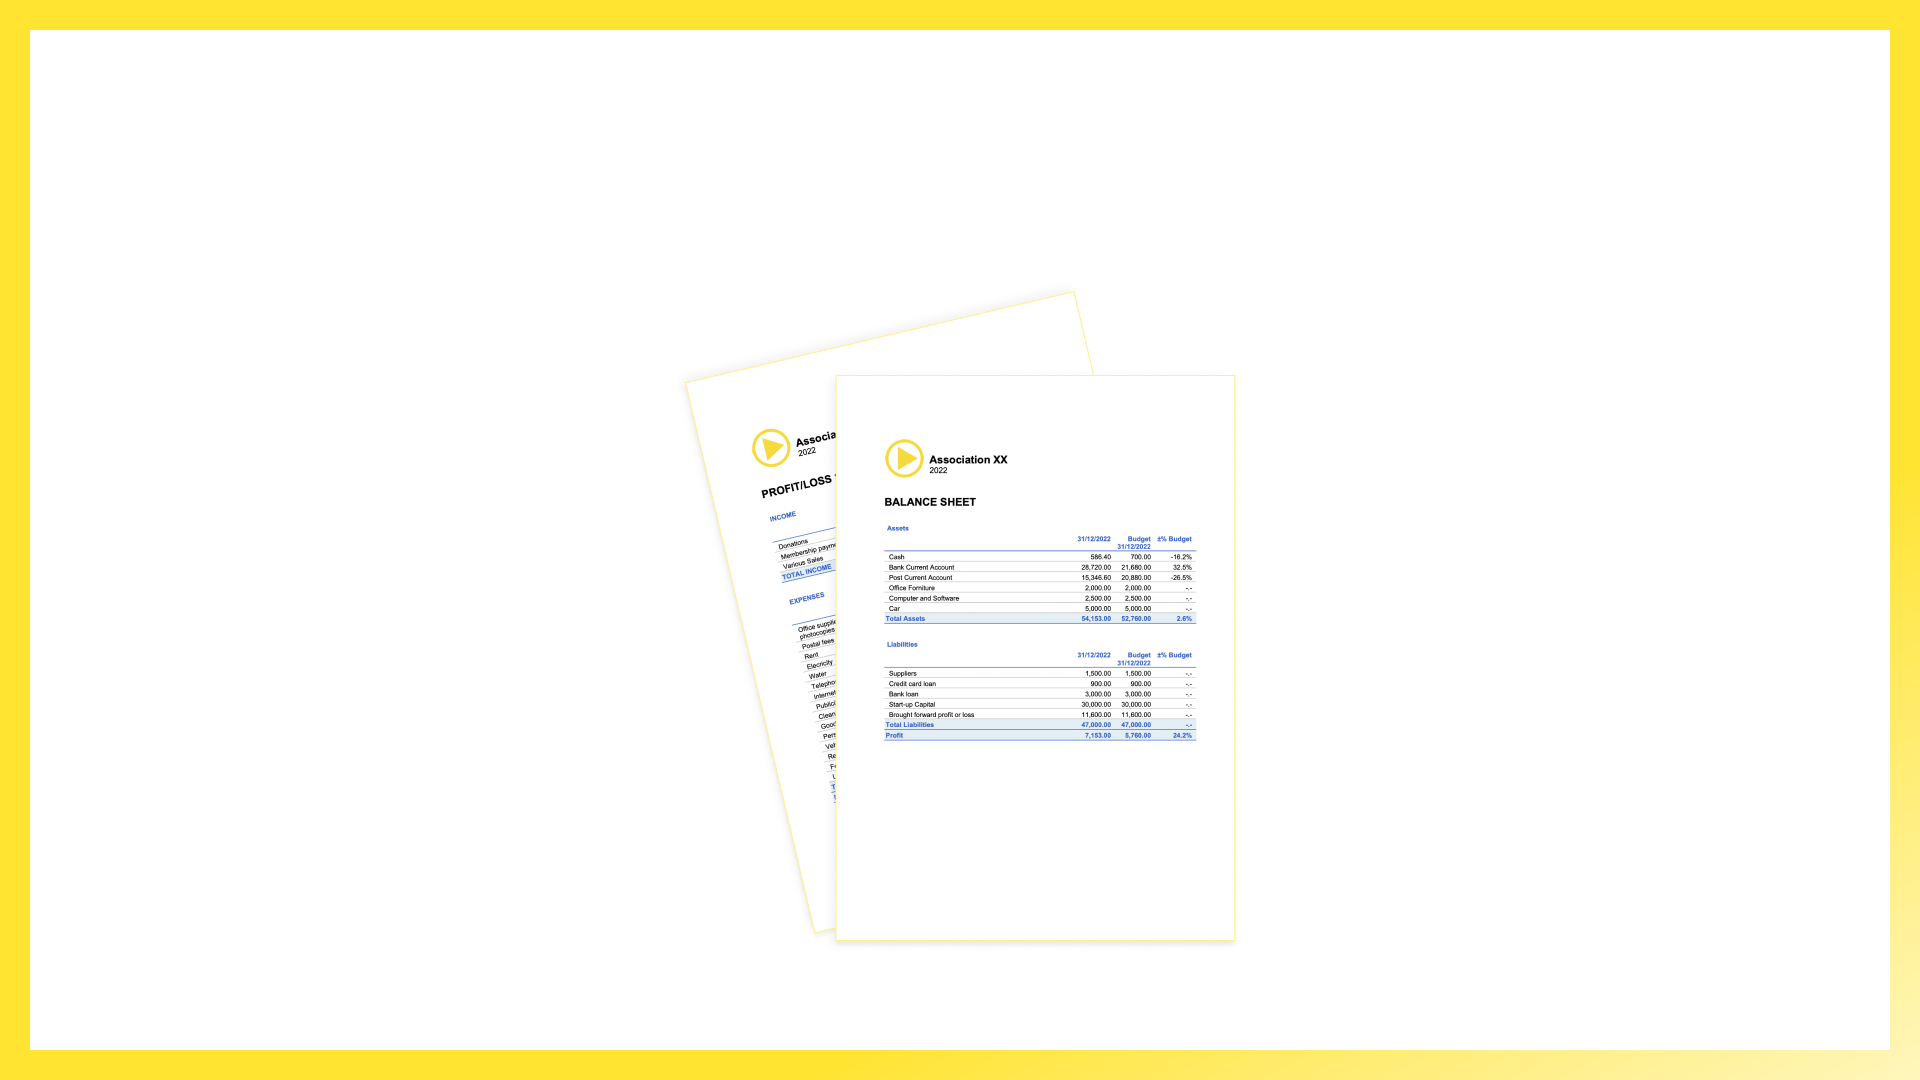 Associa
2022
PROFIT/LOSS
INCOME
Donations
Membership payme
Various Sales
TOTAL INCOME
EXPENSES
Office supplie
photocopies
Postal fees
Rent
Elecricity
Water
Telepho
Internet
Public
Clean
Good
Perm
Veh
Re
Association XX
2022
BALANCE SHEET
Assets
31/12/2022 Budget 31/12/2022 ±% Budget
Cash 586.40 700.00 -16.2%
Bank Current Account 28,720.00 21,680.00 32.5%
Post Current Account 15,346.60 20,880.00 -26.5%
Office Forniture 2,000.00 2,000.00 -.-
Computer and Software 2,500.00 2,500.00 -.-
Car 5,000.00 5,000.00 -.-
Total Assets 54,153.00 52,760.00 2.6%
Liabilities
31/12/2022 Budget 31/12/2022 ±% Budget
Suppliers 1,500.00 1,500.00 -.-
Credit card loan 900.00 900.00 -.-
Bank loan 3,000.00 3,000.00 -.-
Start-up Capital 30,000.00 30,000.00 -.-
Brought forward profit or loss 11,600.00 11,600.00 -.-
Total Liabilities 47,000.00 47,000.00 -.-
Profit 7,153.00 5,760.00 24.2%